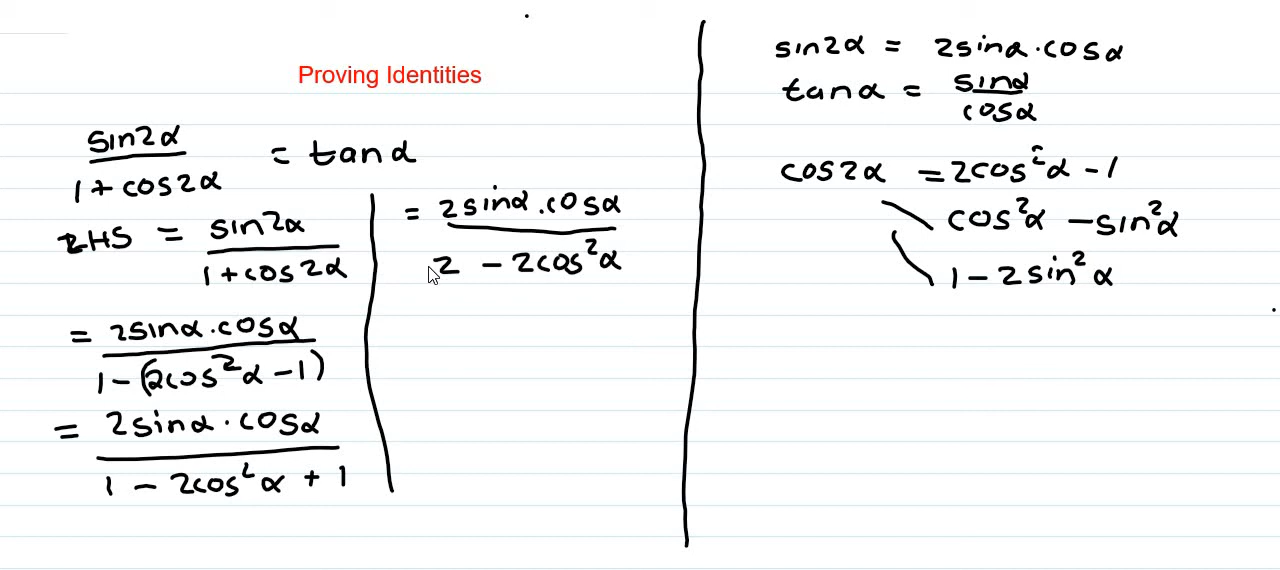 Proving Identities
sin2α / 1 + cos2α = tanα
LHS = sin2α / 1 + cos2α
= 2sinα·cosα / 1 − (2cos²α − 1)
= 2sinα·cosα / 1 − 2cos²α + 1
= 2sinα·cosα / 2 − 2cos²α
sin2α = 2sinα·cosα
tanα = sinα / cosα
cos2α = 2cos²α − 1
cos²α − sin²α
1 − 2sin²α